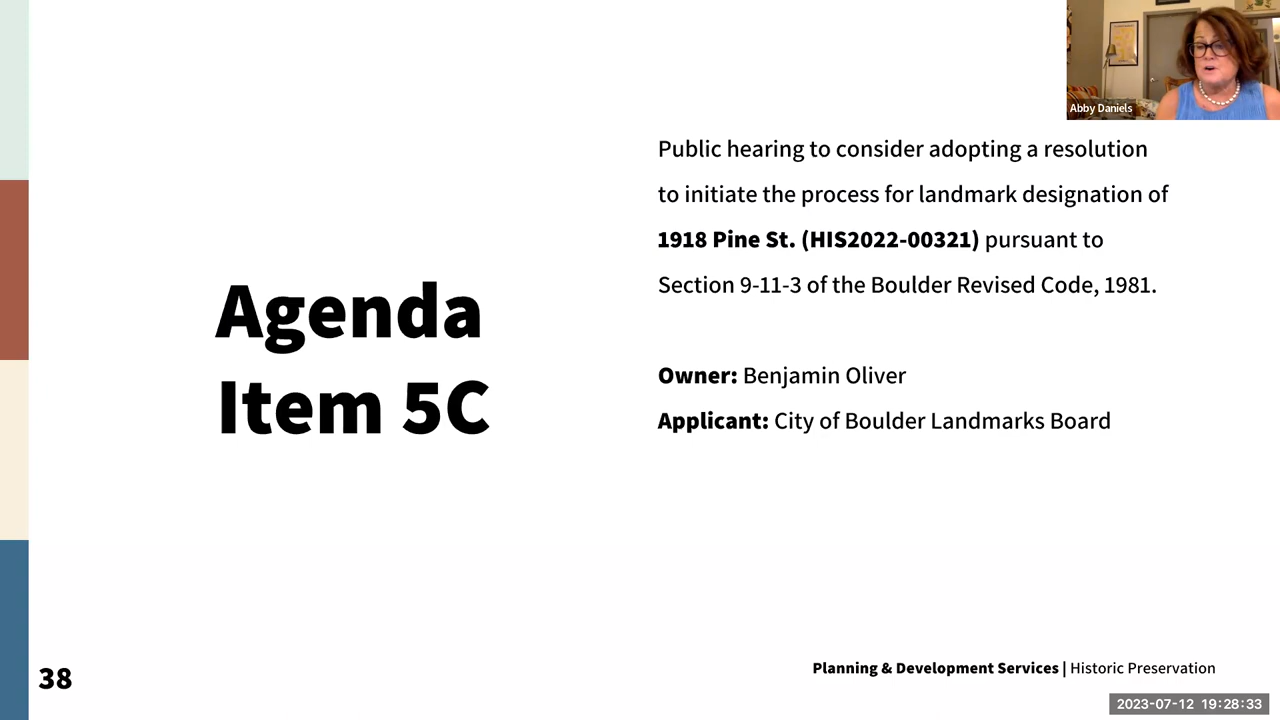 Abby Daniels
Public hearing to consider adopting a resolution
to initiate the process for landmark designation of
1918 Pine St. (HIS2022-00321) pursuant to
Section 9-11-3 of the Boulder Revised Code, 1981.
Agenda
Item 5C
Owner: Benjamin Oliver
Applicant: City of Boulder Landmarks Board
38
Planning & Development Services | Historic Preservation
2023-07-12 19:28:33